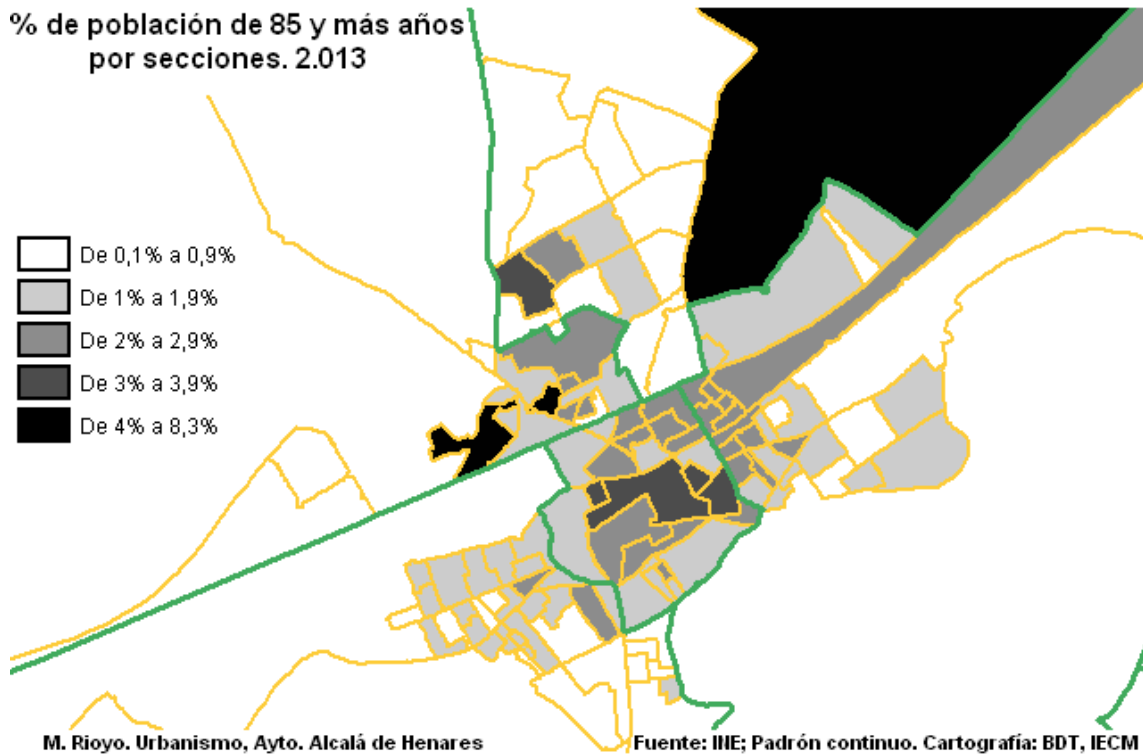 % de población de 85 y más años
por secciones. 2.013
De 0,1% a 0,9%
De 1% a 1,9%
De 2% a 2,9%
De 3% a 3,9%
De 4% a 8,3%
M. Rioyo. Urbanismo, Ayto. Alcalá de Henares
Fuente: INE; Padrón continuo. Cartografía: BDT, IECM